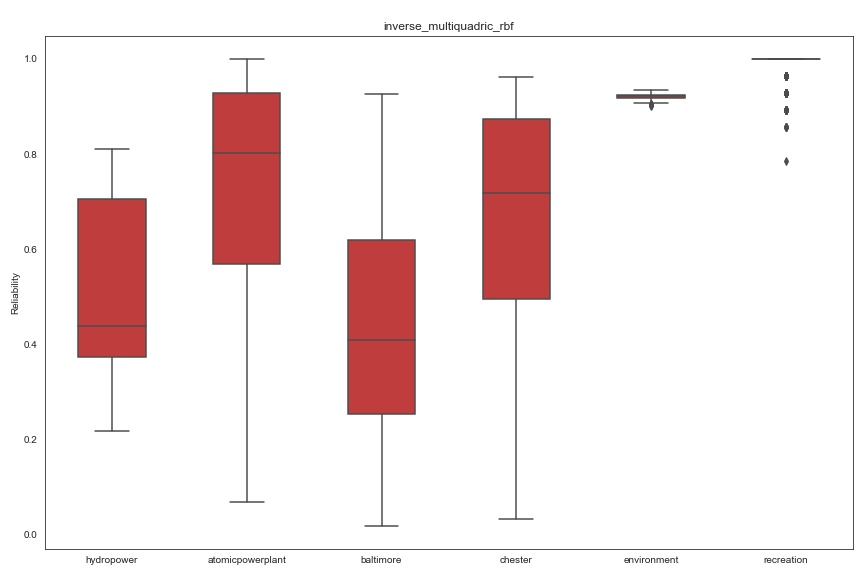 inverse_multiquadric_rbf
1.0
0.8
0.6
Reliability
0.4
0.2
0.0
hydropower atomicpowerplant baltimore chester environment recreation